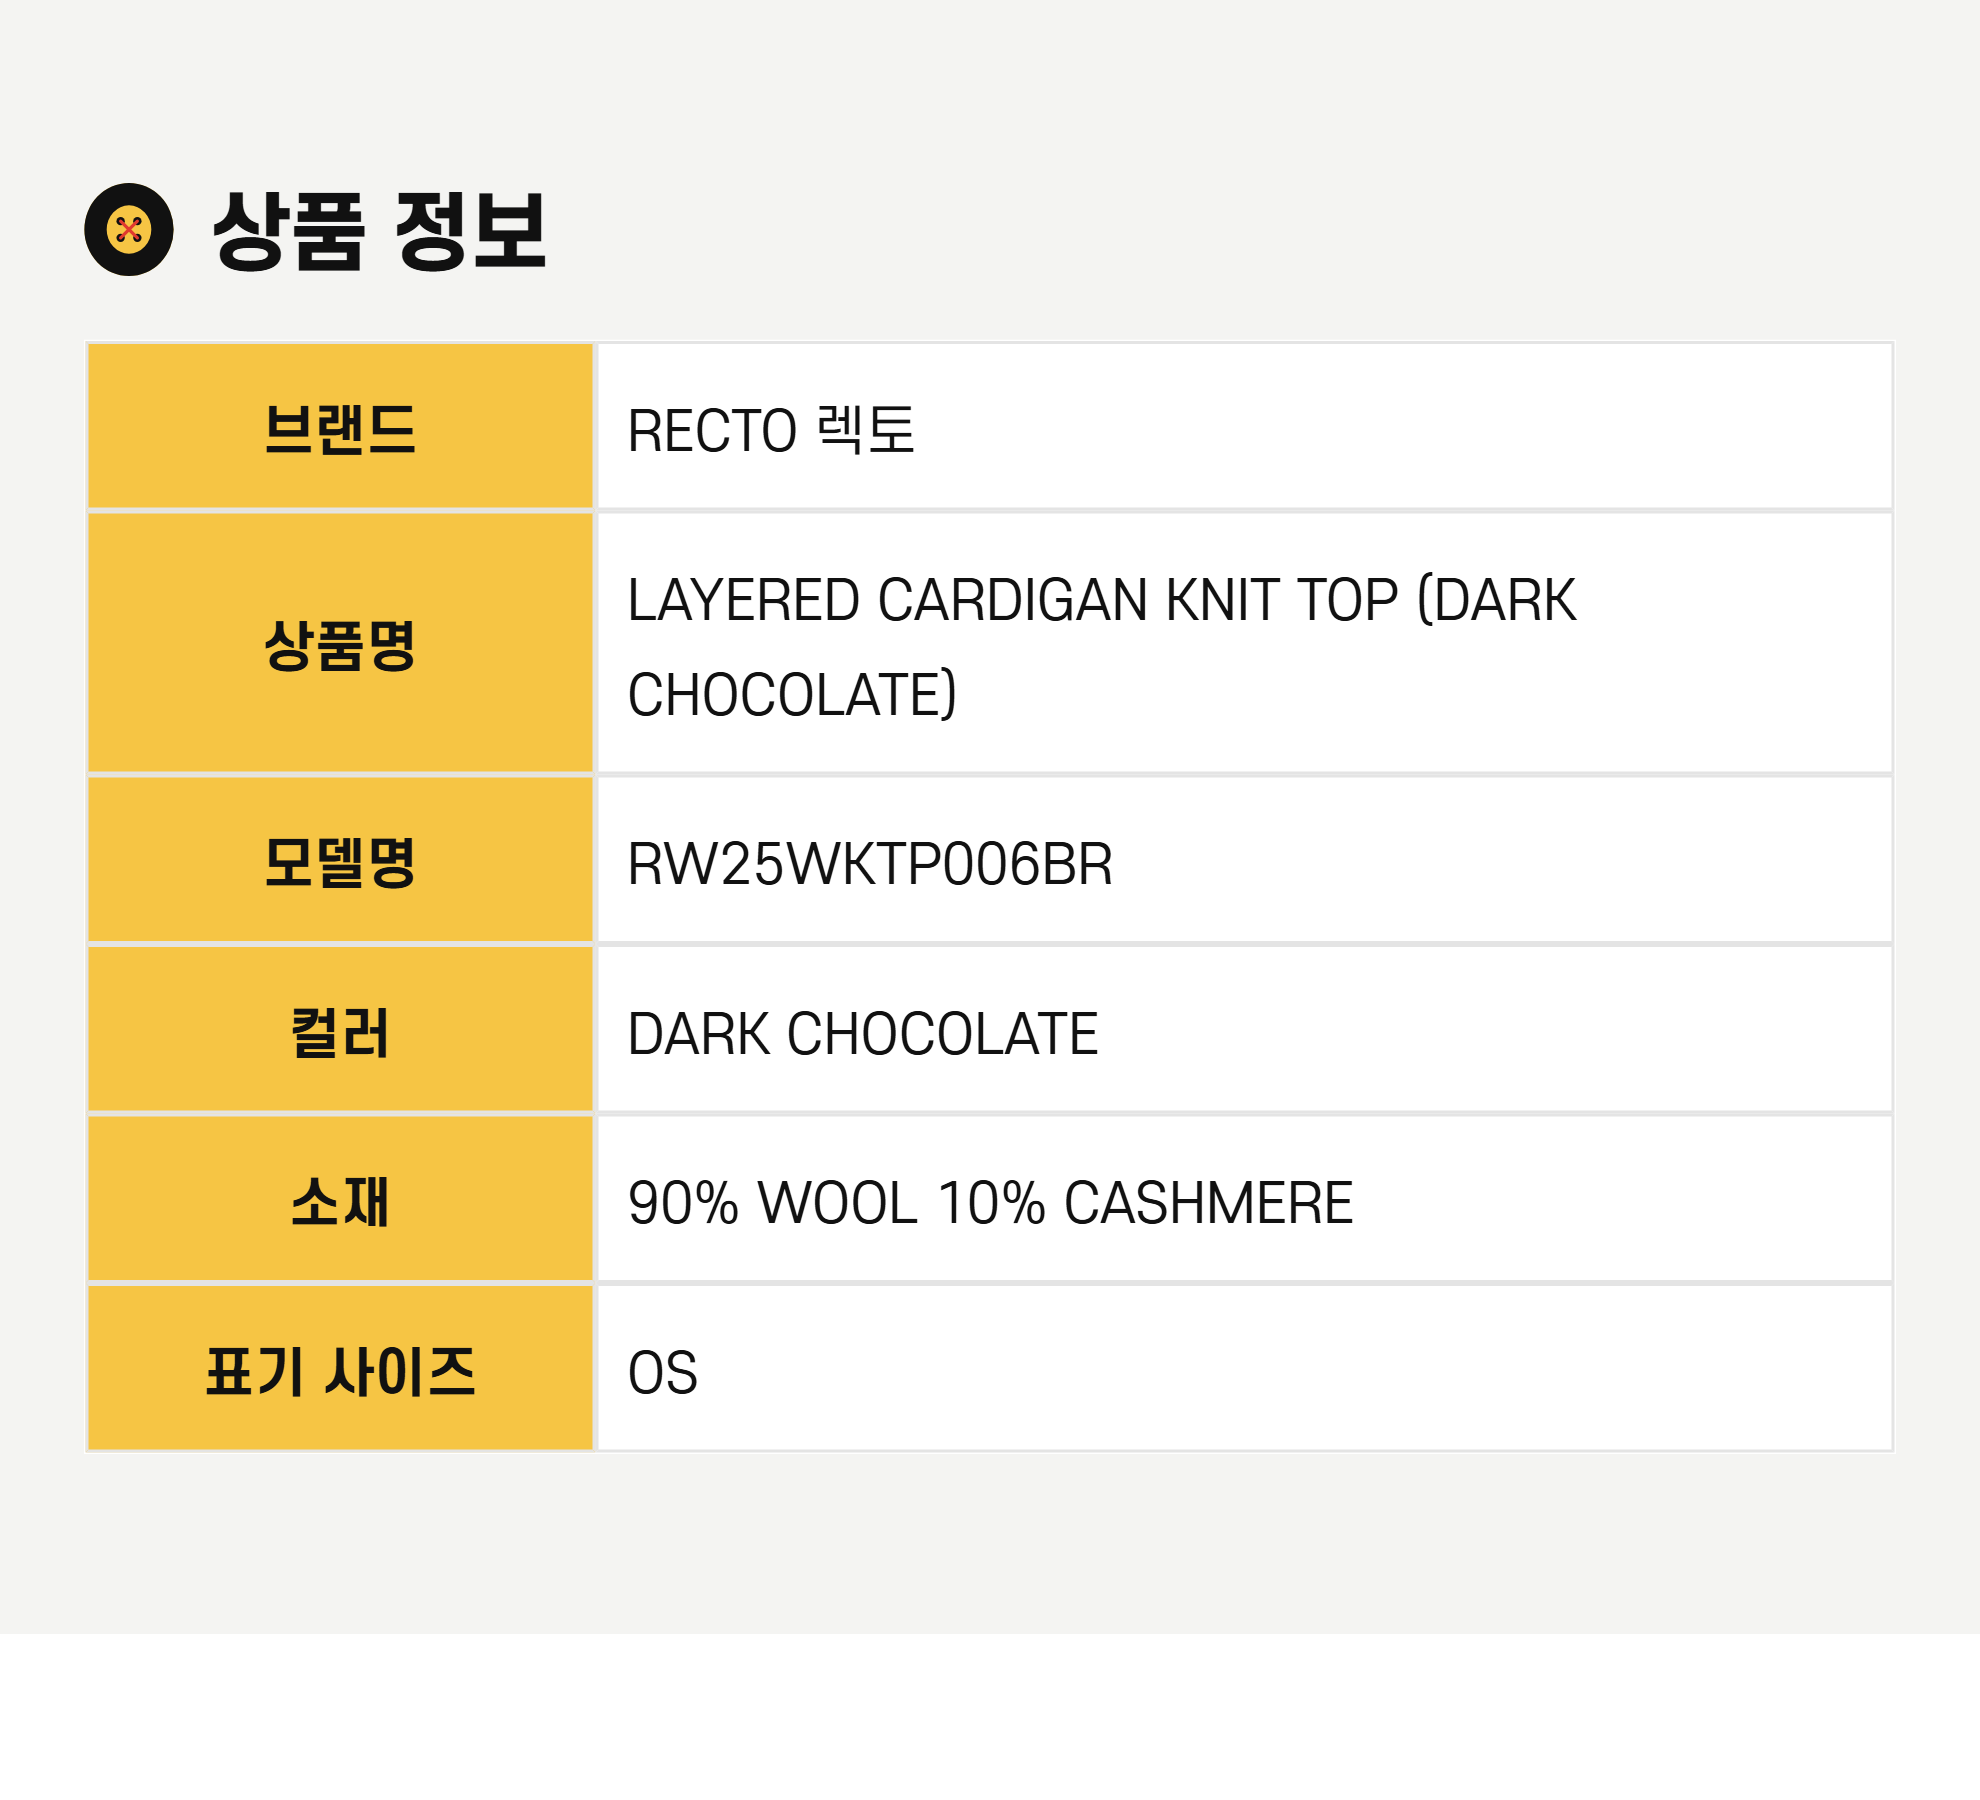 상품 정보
브랜드
RECTO 렉토
상품명
LAYERED CARDIGAN KNIT TOP (DARK
CHOCOLATE)
모델명
RW25WKTP006BR
컬러
DARK CHOCOLATE
소재
90% WOOL 10% CASHMERE
표기 사이즈
OS